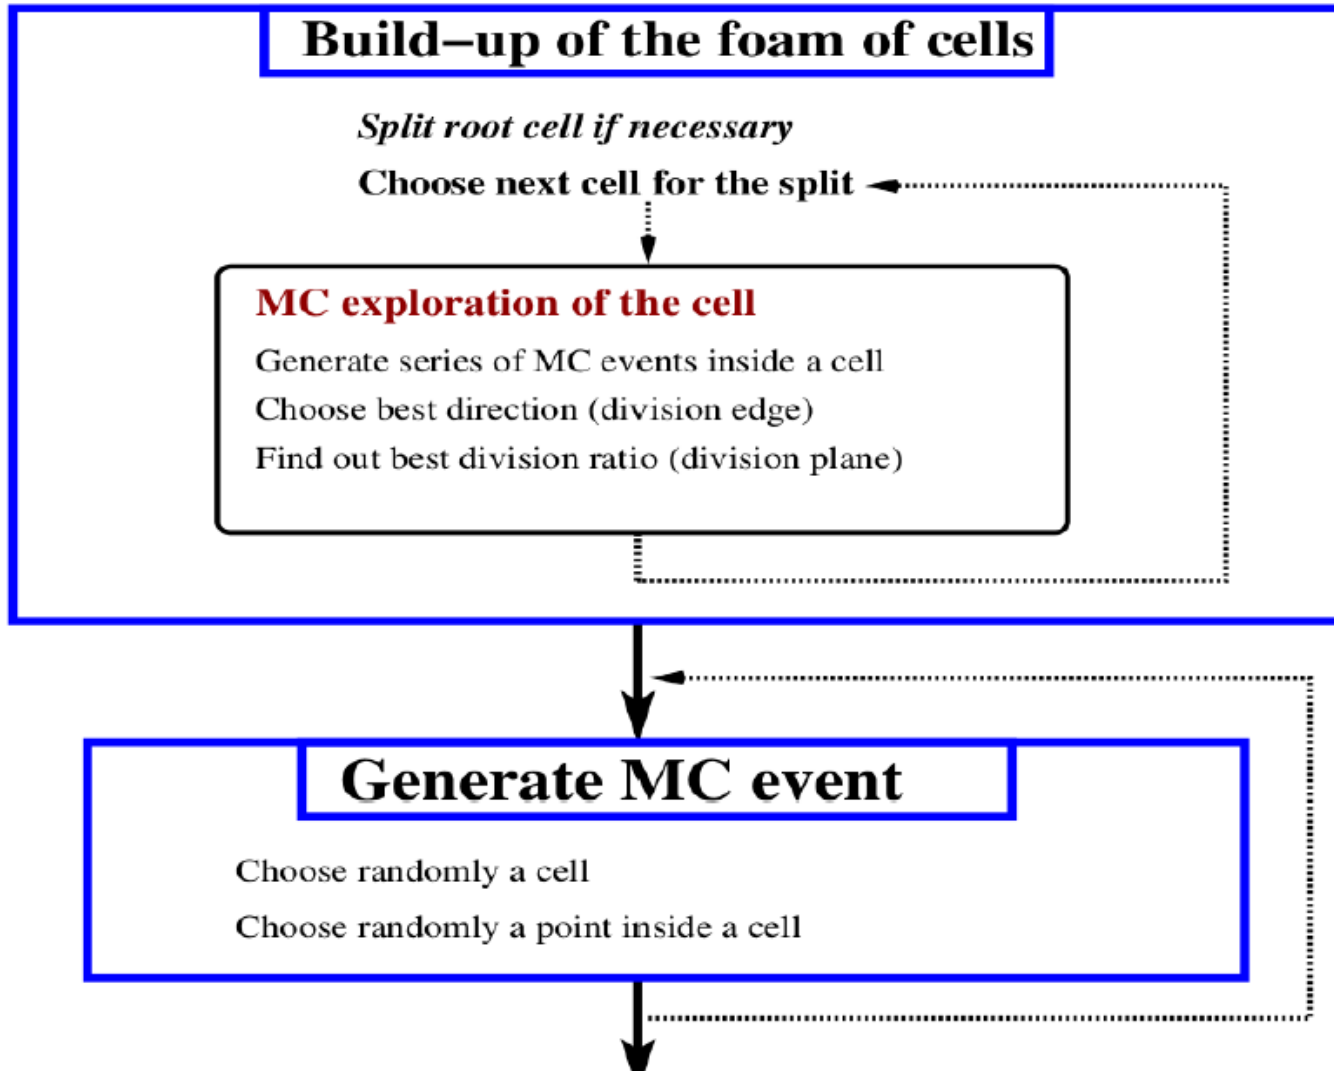 Build–up of the foam of cells
Split root cell if necessary
Choose next cell for the split
MC exploration of the cell
Generate series of MC events inside a cell
Choose best direction (division edge)
Find out best division ratio (division plane)
Generate MC event
Choose randomly a cell
Choose randomly a point inside a cell